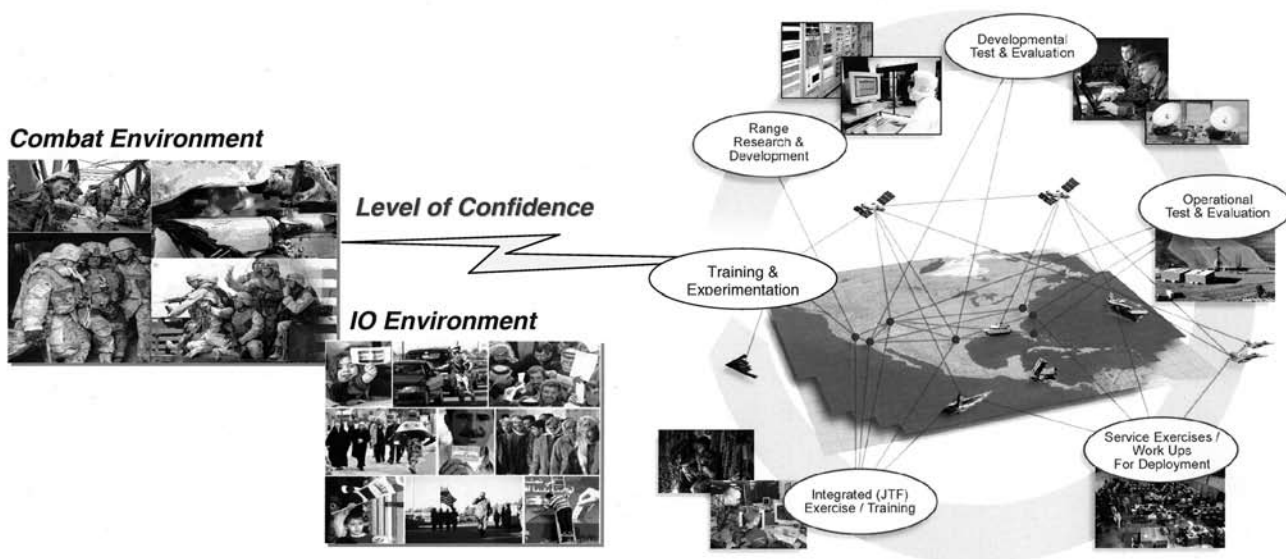 Combat Environment
Level of Confidence
IO Environment
Developmental
Test & Evaluation
Range
Research &
Development
Operational
Test & Evaluation
Training &
Experimentation
Service Exercises /
Work Ups
For Deployment
Integrated (JTF)
Exercise / Training